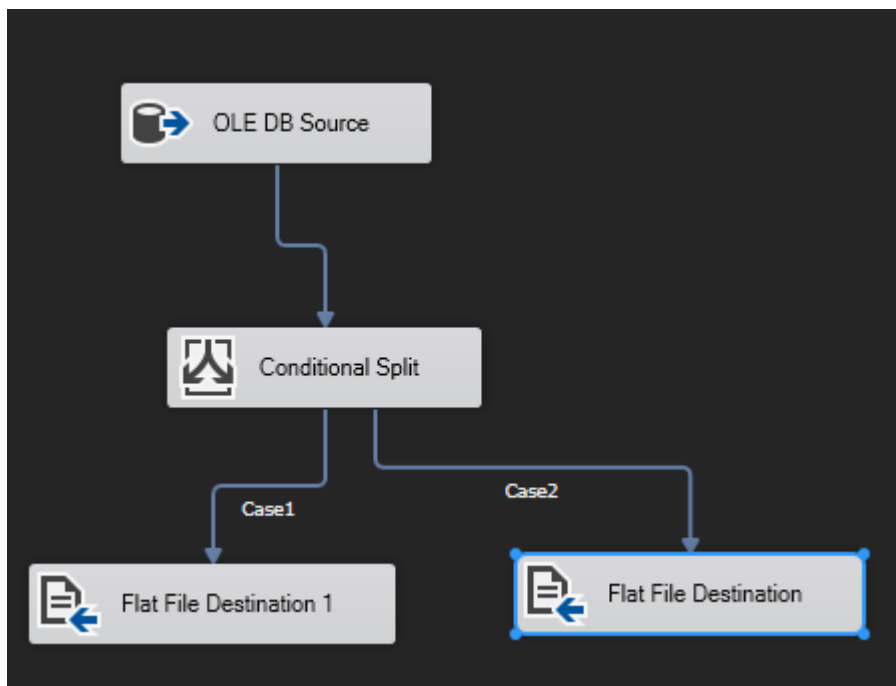 OLE DB Source
Conditional Split
Case1
Case2
Flat File Destination 1
Flat File Destination